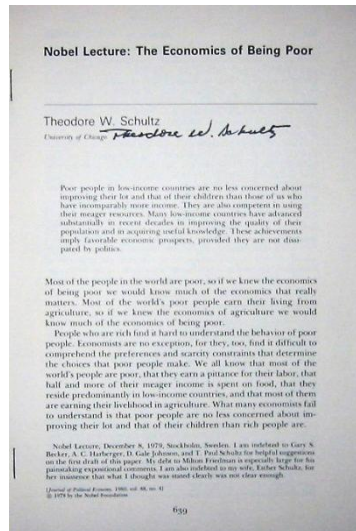 Nobel Lecture: The Economics of Being Poor
Theodore W. Schultz
University of Chicago
Theodore W. Schultz
Poor people in low-income countries are no less concerned about
improving their lot and that of their children than those of us who
have incomparably more income. They are also competent in using
their meager resources. Many low-income countries have advanced
substantially in recent decades in improving the quality of their
population and in acquiring useful knowledge. These achievements
imply favorable economic prospects, provided they are not dissi-
pated by politics.
Most of the people in the world are poor, so if we knew the economics
of being poor we would know much of the economics that really
matters. Most of the world's poor people earn their living from
agriculture, so if we knew the economics of agriculture we would
know much of the economics of being poor.
People who are rich find it hard to understand the behavior of poor
people. Economists are no exception, for they, too, find it difficult to
comprehend the preferences and scarcity constraints that determine
the choices that poor people make. We all know that most of the
world's people are poor, that they earn a pittance for their labor, that
half and more of their meager income is spent on food, that they
reside predominantly in low-income countries, and that most of them
are earning their livelihood in agriculture. What many economists fail
to understand is that poor people are no less concerned about im-
proving their lot and that of their children than rich people are.
Nobel Lecture, December 8, 1979, Stockholm, Sweden. I am indebted to Gary S.
Becker, A. C. Harberger, D. Gale Johnson, and T. Paul Schultz for helpful suggestions
on the first draft of this paper. My debt to Milton Friedman is especially large for his
painstaking expositional comments. I am also indebted to my wife, Esther Schultz, for
her insistence that what I thought was stated clearly was not clear enough.
[Journal of Political Economy, 1980, vol. 88, no. 4]
© 1979 by the Nobel Foundation
639